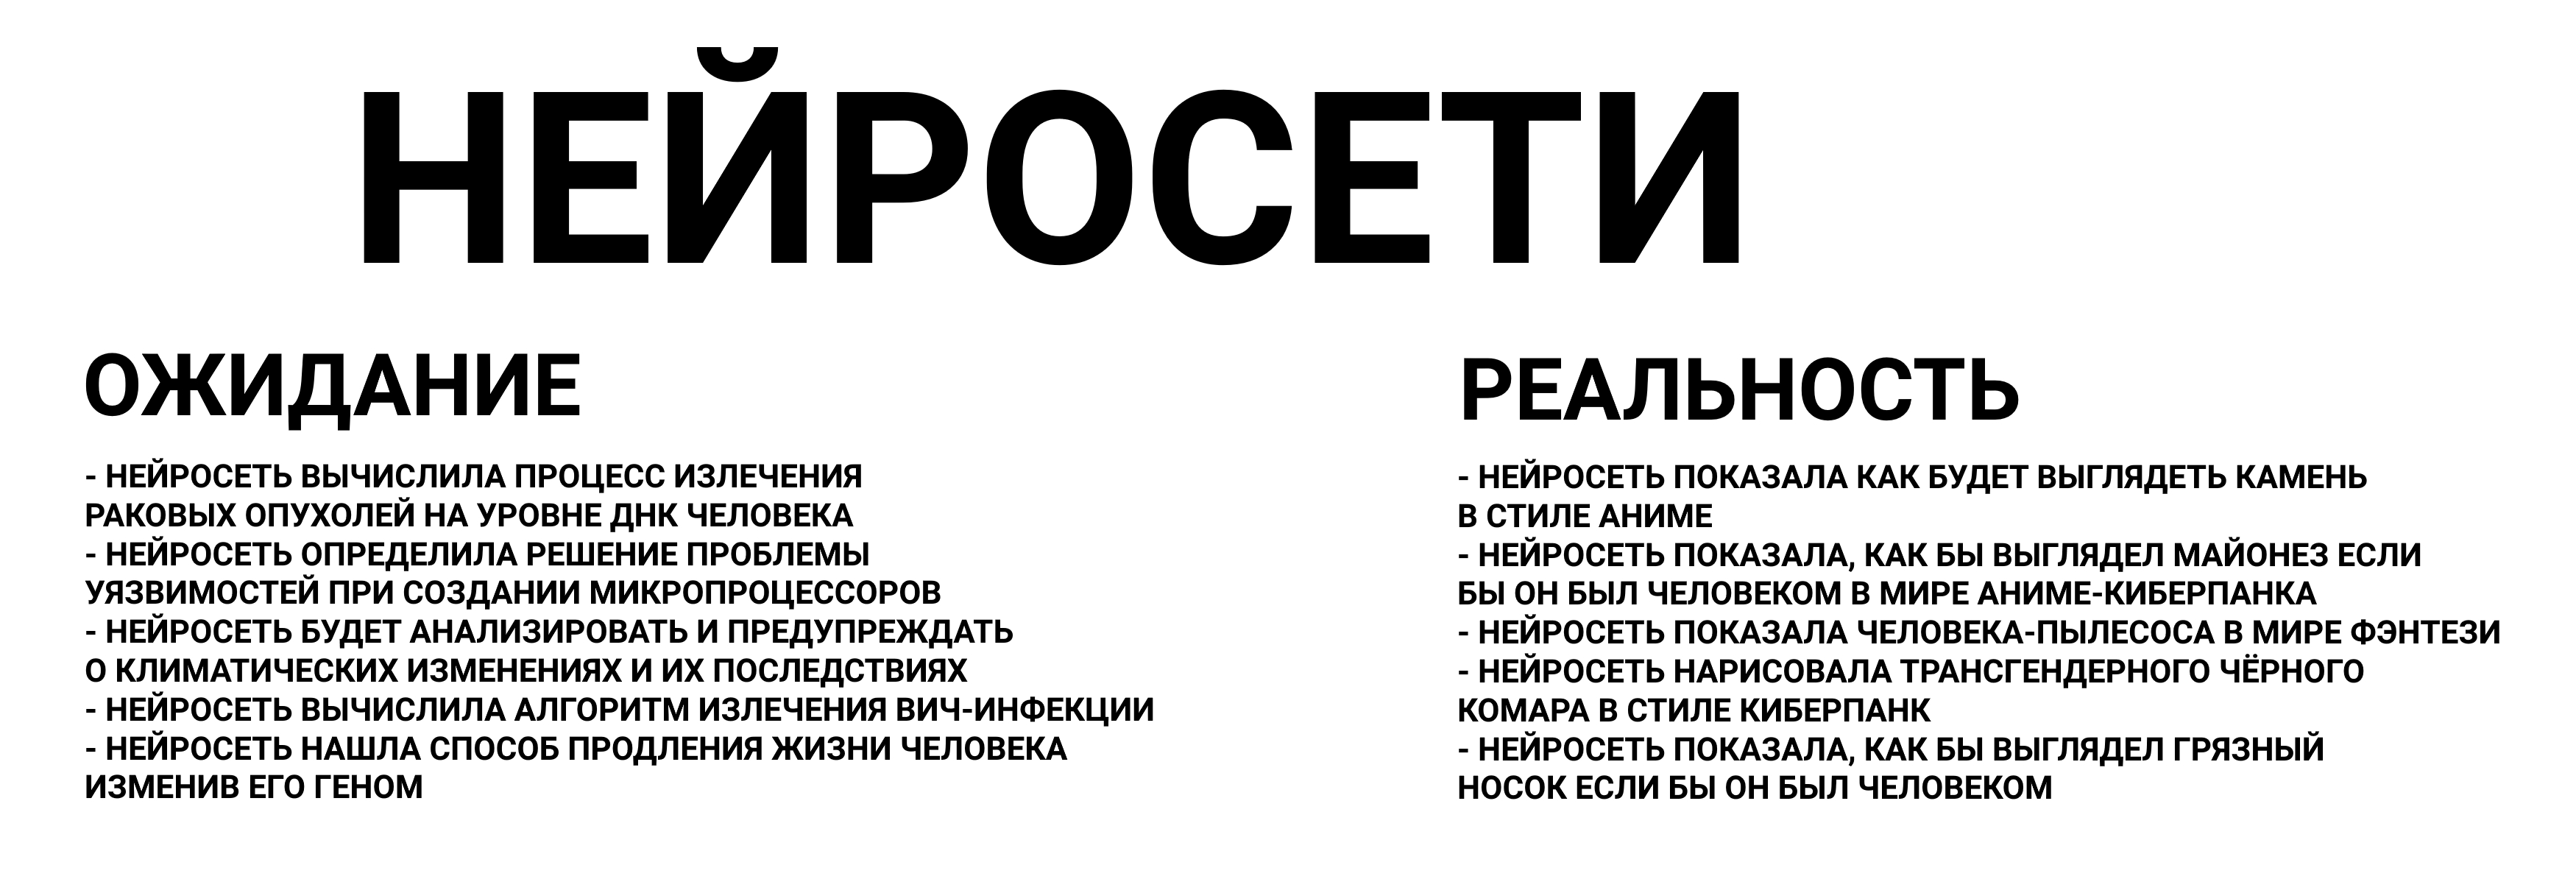 НЕЙРОСЕТИ
ОЖИДАНИЕ
- НЕЙРОСЕТЬ ВЫЧИСЛИЛА ПРОЦЕСС ИЗЛЕЧЕНИЯ
РАКОВЫХ ОПУХОЛЕЙ НА УРОВНЕ ДНК ЧЕЛОВЕКА
- НЕЙРОСЕТЬ ОПРЕДЕЛИЛА РЕШЕНИЕ ПРОБЛЕМЫ
УЯЗВИМОСТЕЙ ПРИ СОЗДАНИИ МИКРОПРОЦЕССОРОВ
- НЕЙРОСЕТЬ БУДЕТ АНАЛИЗИРОВАТЬ И ПРЕДУПРЕЖДАТЬ
О КЛИМАТИЧЕСКИХ ИЗМЕНЕНИЯХ И ИХ ПОСЛЕДСТВИЯХ
- НЕЙРОСЕТЬ ВЫЧИСЛИЛА АЛГОРИТМ ИЗЛЕЧЕНИЯ ВИЧ-ИНФЕКЦИИ
- НЕЙРОСЕТЬ НАШЛА СПОСОБ ПРОДЛЕНИЯ ЖИЗНИ ЧЕЛОВЕКА
ИЗМЕНИВ ЕГО ГЕНОМ
РЕАЛЬНОСТЬ
- НЕЙРОСЕТЬ ПОКАЗАЛА КАК БУДЕТ ВЫГЛЯДЕТЬ КАМЕНЬ
В СТИЛЕ АНИМЕ
- НЕЙРОСЕТЬ ПОКАЗАЛА, КАК БЫ ВЫГЛЯДЕЛ МАЙОНЕЗ ЕСЛИ
БЫ ОН БЫЛ ЧЕЛОВЕКОМ В МИРЕ АНИМЕ-КИБЕРПАНКА
- НЕЙРОСЕТЬ ПОКАЗАЛА ЧЕЛОВЕКА-ПЫЛЕСОСА В МИРЕ ФЭНТЕЗИ
- НЕЙРОСЕТЬ НАРИСОВАЛА ТРАНСГЕНДЕРНОГО ЧЁРНОГО
КОМАРА В СТИЛЕ КИБЕРПАНК
- НЕЙРОСЕТЬ ПОКАЗАЛА, КАК БЫ ВЫГЛЯДЕЛ ГРЯЗНЫЙ
НОСОК ЕСЛИ БЫ ОН БЫЛ ЧЕЛОВЕКОМ